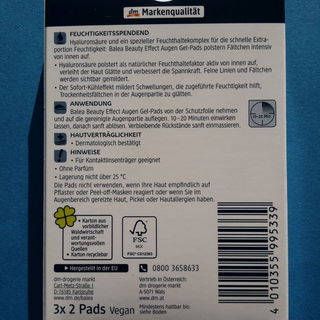 dm
Markenqualität
FEUCHTIGKEITSSPENDEND
Hyaluronsäure und ein spezieller Feuchthaltekomplex für die schnelle Extra-
portion Feuchtigkeit: Balea Beauty Effect Augen Gel-Pads polstern Fältchen intensiv
von innen auf.
• Hyaluronsäure polstert als natürlicher Feuchthaltefaktor aktiv von innen auf,
verleiht der Haut Glätte und verbessert die Spannkraft. Feine Linien und Fältchen
werden so gemildert.
• Der Sofort-Kühleffekt mildert Schwellungen, die zugeführte Feuchtigkeit hilft,
Trockenheitsfältchen in der Augenpartie zu glätten.
ANWENDUNG
Balea Beauty Effect Augen Gel-Pads von der Schutzfolie nehmen
und auf die gereinigte Augenpartie auflegen. 10 - 20 Minuten einwirken
lassen, danach sanft ablösen. Verbleibende Rückstände sanft einmassieren.
10-20 Min
HAUTVERTRÄGLICHKEIT
• Dermatologisch bestätigt
HINWEISE
• Für Kontaktlinsenträger geeignet
• Ohne Parfüm
• Lagerung nicht über 25 °C
Die Pads nicht verwenden, wenn Ihre Haut empfindlich auf
Pflaster oder Peel-off-Masken reagiert oder wenn Sie im
Augenbereich gereizte Haut, Pickel oder Hautallergien haben.
• Karton aus
vorbildlicher
Waldwirtschaft
und verant-
wortungsvollen
Quellen
• Karton recycelbar
FSC
MIX
Hergestellt in der EU
0800 3658633
dm-drogerie markt
Carl-Metz-Straße 1
D-76185 Karlsruhe
www.dm.de/balea
Vertrieb in Österreich:
dm drogerie markt
A-5071 Wals
www.dm.at
3x 2 Pads
Vegan
Mindestens haltbar bis:
siehe Boden
4010355995339